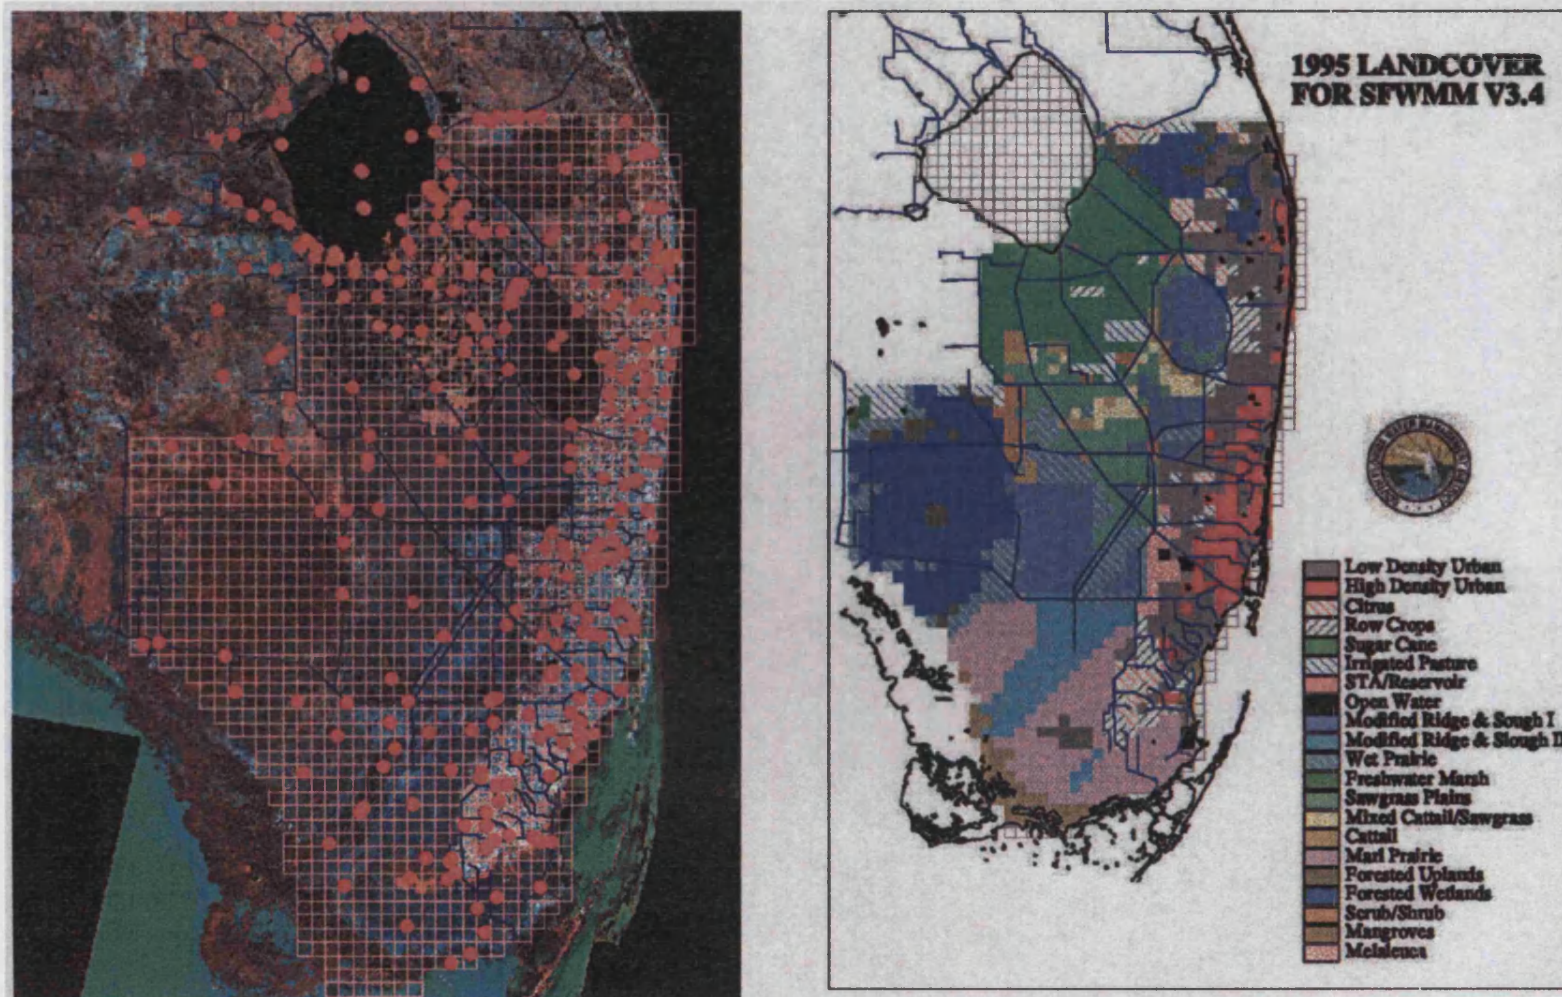 1995 LANDCOVER
FOR SFWMM V3.4
Low Density Urban
High Density Urban
Citrus
Row Crops
Sugar Cane
Irrigated Pasture
STA/Reservoir
Open Water
Modified Ridge & Sough I
Modified Ridge & Slough II
Wet Prairie
Freshwater Marsh
Sawgrass Plains
Mixed Cattail/Sawgrass
Cattail
Marl Prairie
Forested Uplands
Forested Wetlands
Scrub/Shrub
Mangroves
Melaleuca